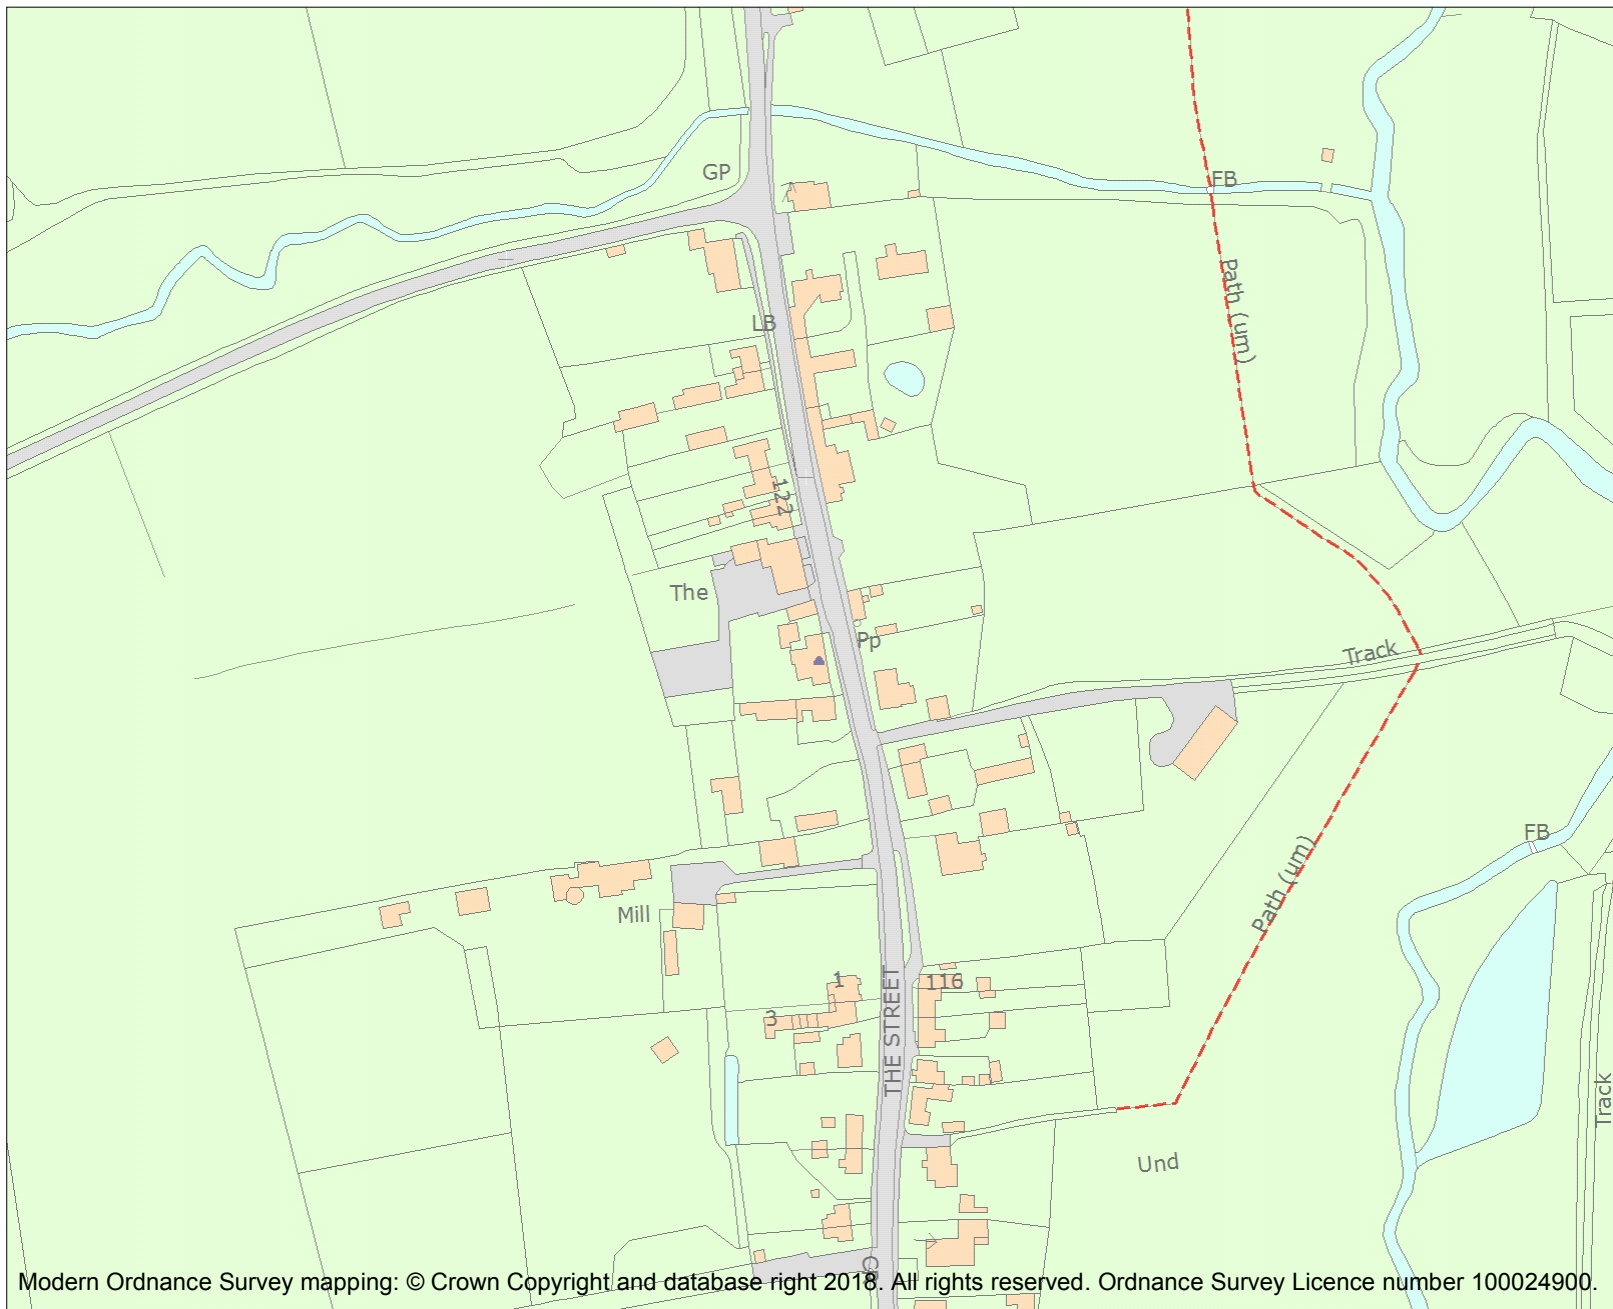 GP
FB
Path (um)
LB
122
The
Pp
Track
FB
Path (um)
Mill
1
116
3
THE STREET
Track
Und
Modern Ordnance Survey mapping: © Crown Copyright and database right 2018. All rights reserved. Ordnance Survey Licence number 100024900.